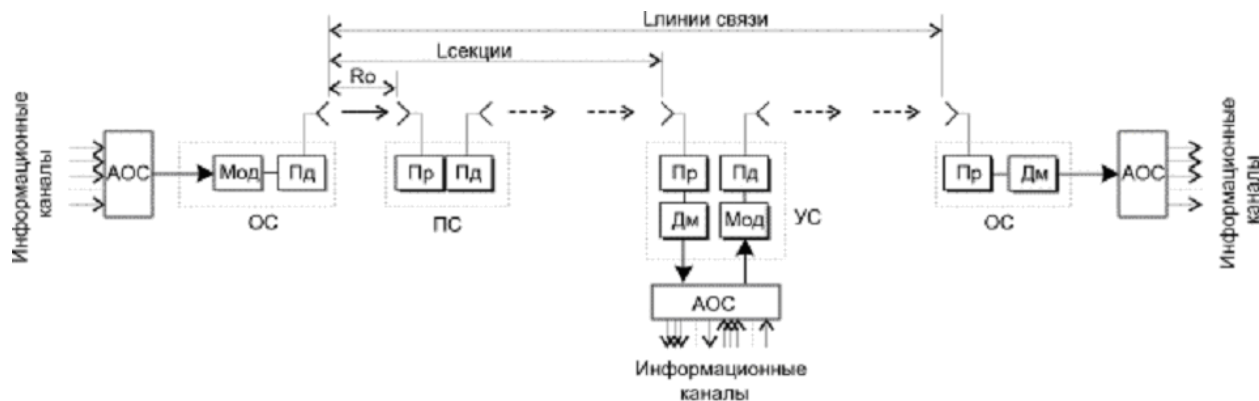 Lлинии связи
Lсекции
Rо
Информационные
каналы
АОС
Мод
Пд
ОС
Пр
Пд
ПС
Пр
Пд
Дм
Мод
УС
АОС
Информационные
каналы
Пр
Дм
ОС
АОС
Информационные
каналы